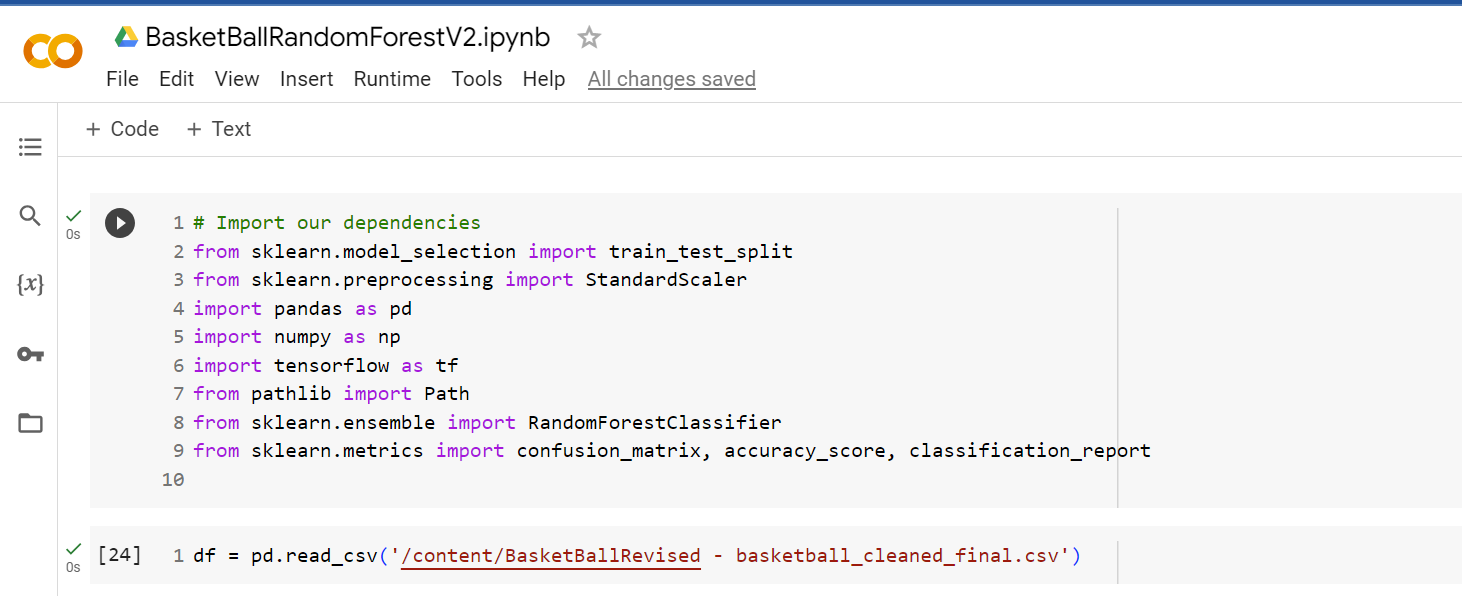 BasketBallRandomForestV2.ipynb
File Edit View Insert Runtime Tools Help All changes saved
+ Code + Text
{x}
0s
1 # Import our dependencies
2 from sklearn.model_selection import train_test_split
3 from sklearn.preprocessing import StandardScaler
4 import pandas as pd
5 import numpy as np
6 import tensorflow as tf
7 from pathlib import Path
8 from sklearn.ensemble import RandomForestClassifier
9 from sklearn.metrics import confusion_matrix, accuracy_score, classification_report
10
0s
[24] 1 df = pd.read_csv('/content/BasketBallRevised - basketball_cleaned_final.csv')